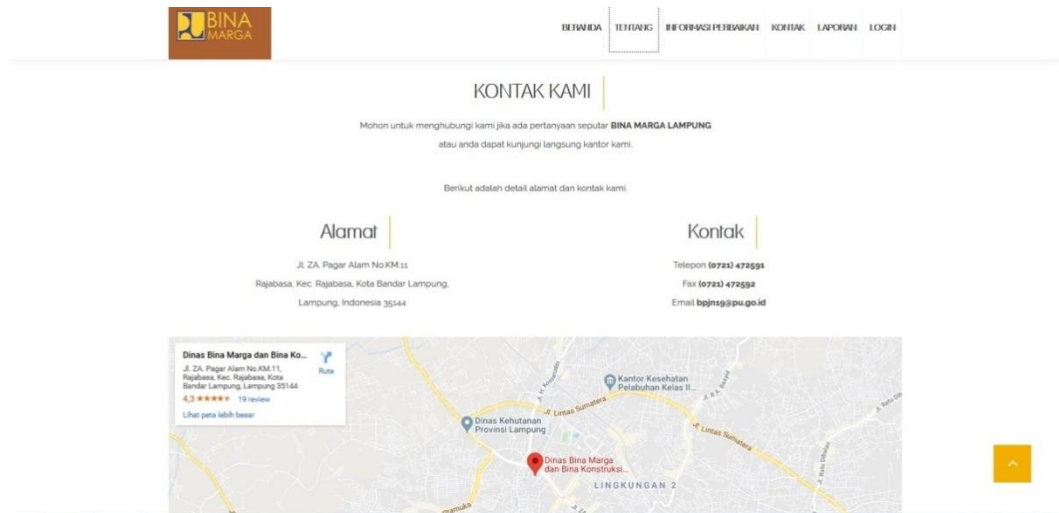 BINA
MARGA
BERANDA TENTANG INFORMASI PERBAIKAN KONTAK LAPORAN LOGIN
KONTAK KAMI
Mohon untuk menghubungi kami jika ada pertanyaan seputar BINA MARGA LAMPUNG
atau anda dapat kunjungi langsung kantor kami.
Berikut adalah detail alamat dan kontak kami.
Alamat
Jl. ZA. Pagar Alam No.KM.11
Rajabasa, Kec. Rajabasa, Kota Bandar Lampung,
Lampung, Indonesia 35144
Kontak
Telepon (0721) 472591
Fax (0721) 472592
Email bpjn19@pu.go.id
Dinas Bina Marga dan Bina Ko...
Jl. ZA. Pagar Alam No.KM.11,
Rajabasa, Kec. Rajabasa, Kota
Bandar Lampung, Lampung 35144
4,3 19 review
Lihat peta lebih besar
Rute
Kantor Kesehatan
Pelabuhan Kelas II...
Jl. Lintas Sumatera
Dinas Kehutanan
Provinsi Lampung
Jl. Lintas Sumatera
Dinas Bina Marga
dan Bina Konstruksi...
LINGKUNGAN 2